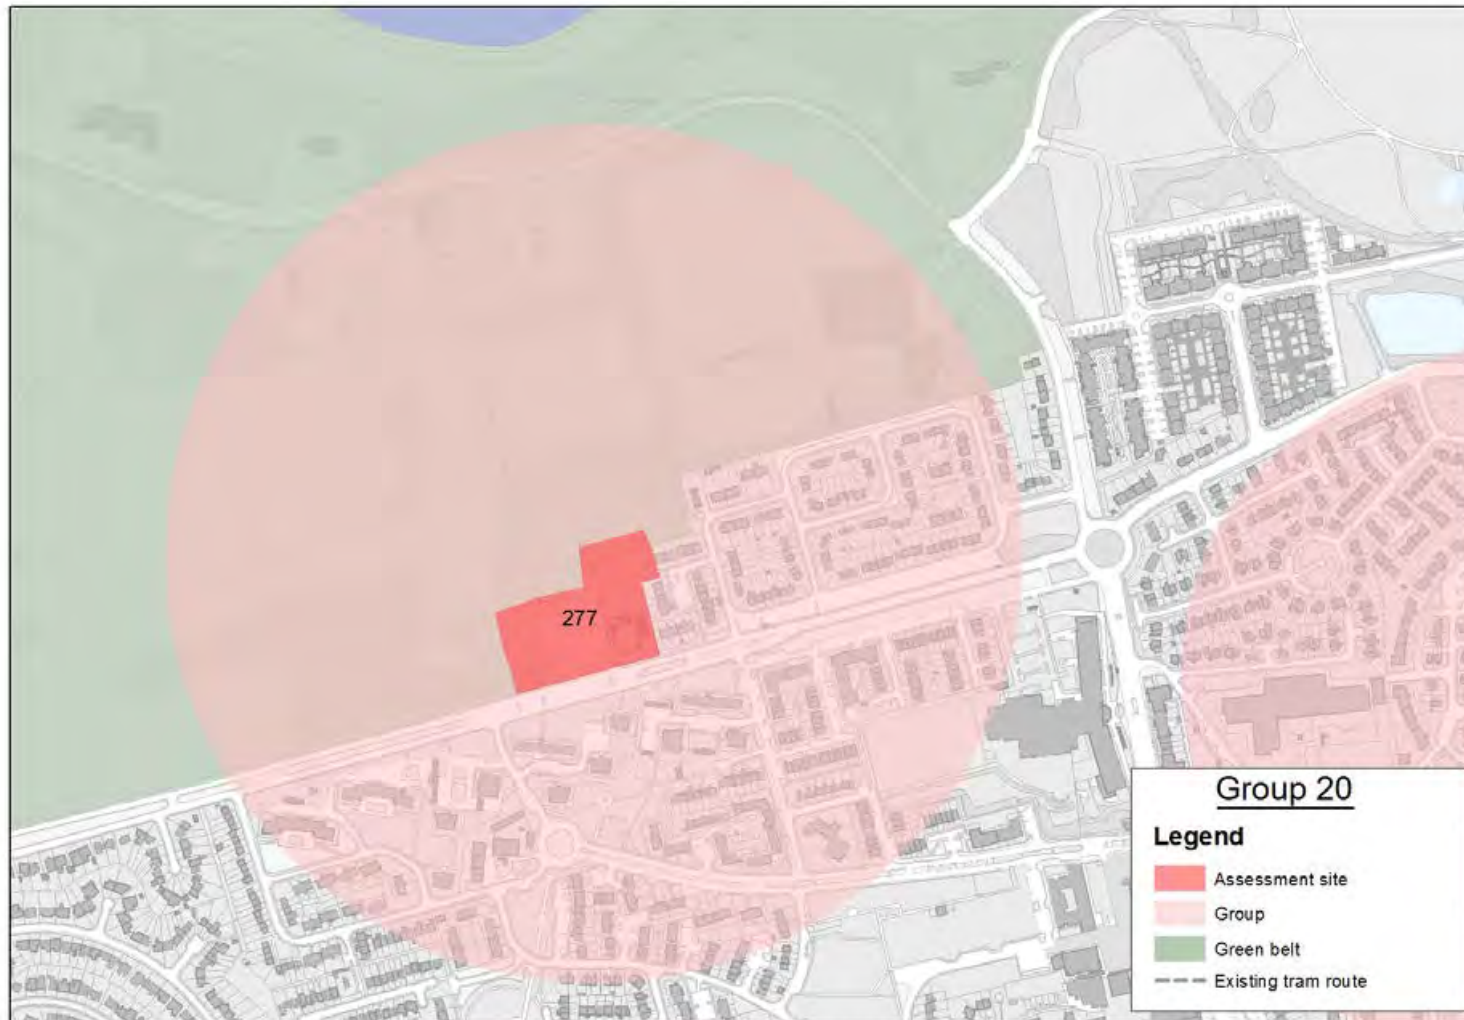 277
Group 20
Legend
Assessment site
Group
Green belt
Existing tram route